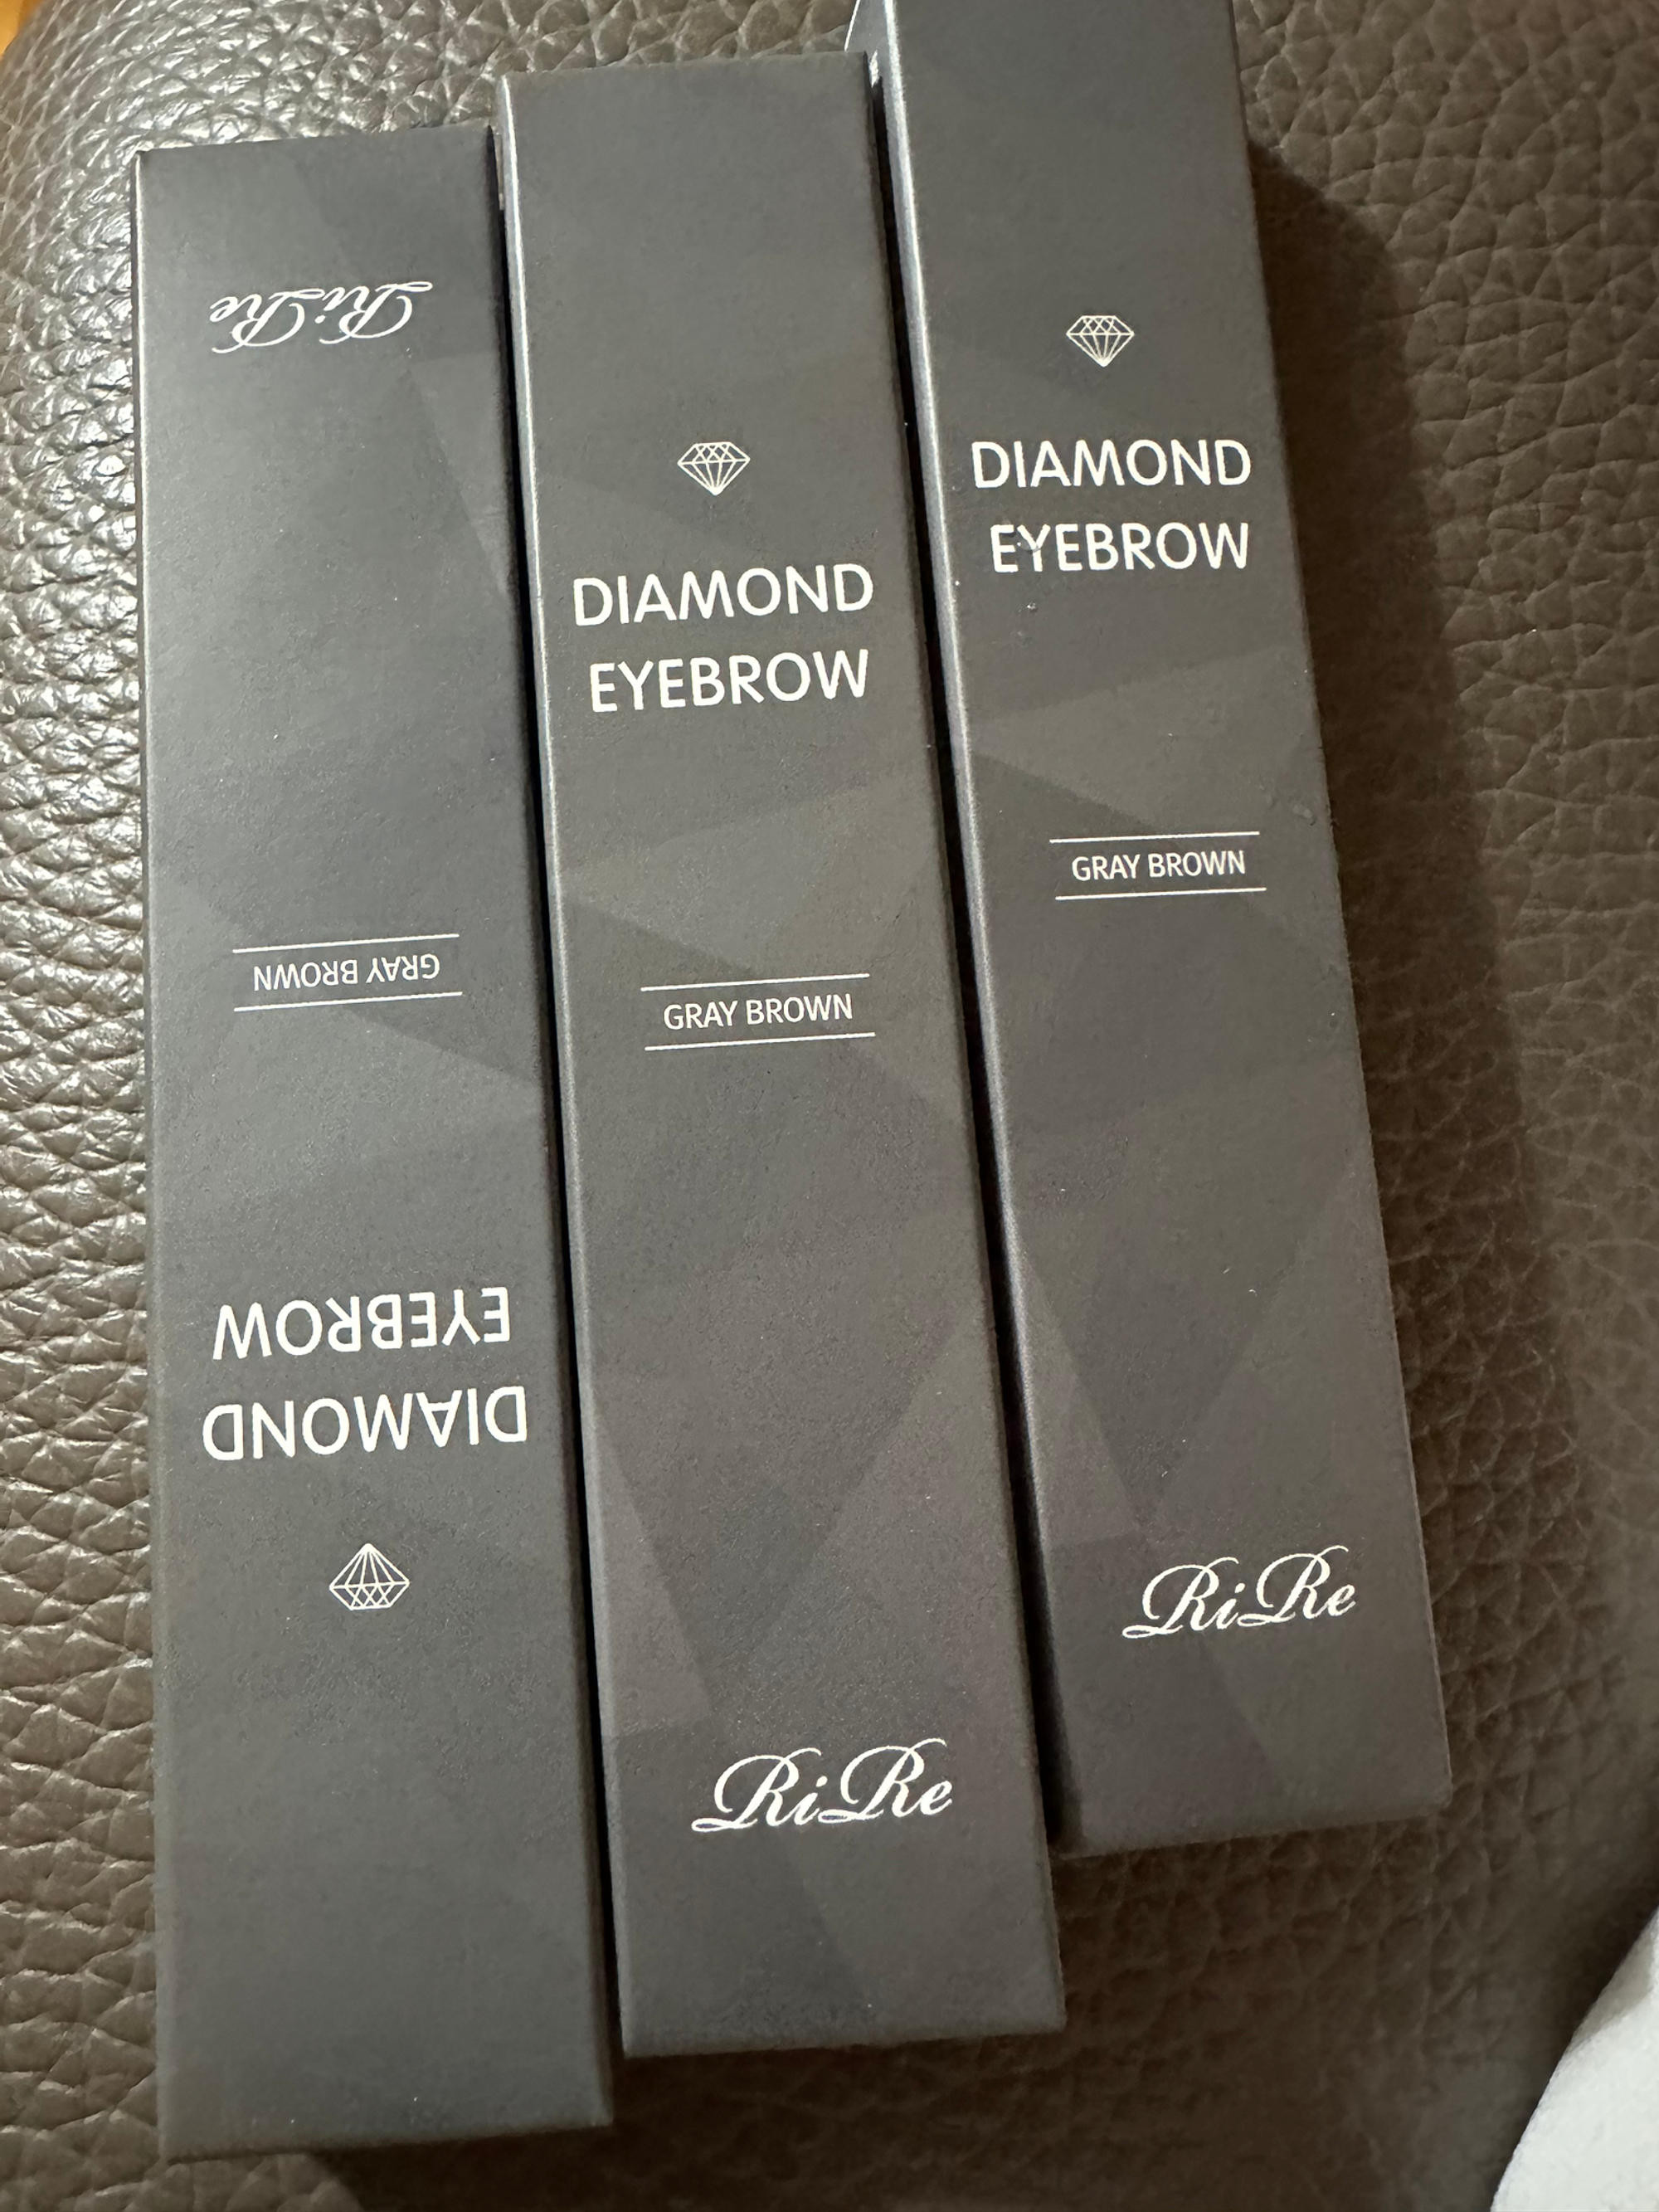 RiRe
GRAY BROWN
EYEBROW
DIAMOND
DIAMOND
EYEBROW
GRAY BROWN
RiRe
DIAMOND
EYEBROW
GRAY BROWN
RiRe